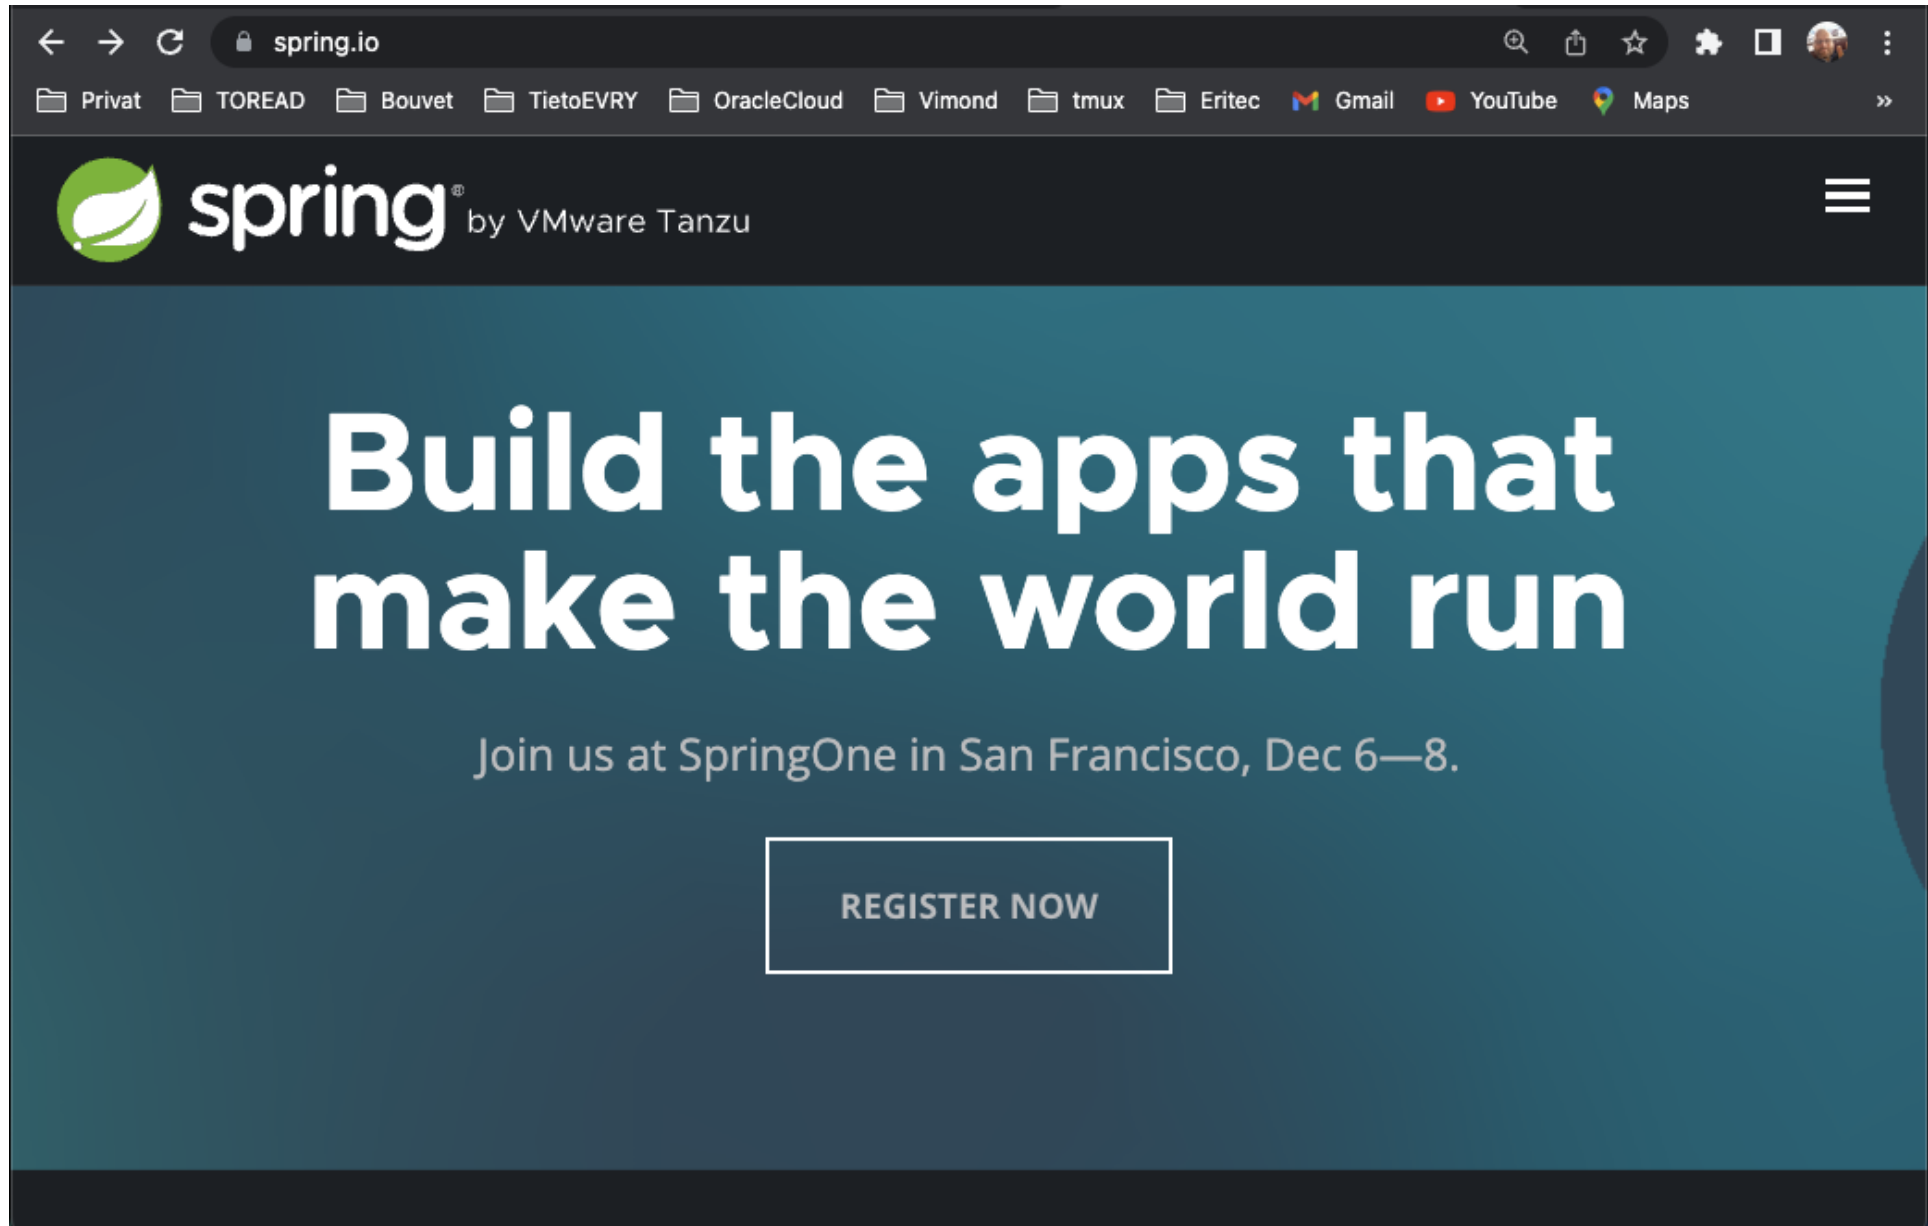 spring.io
Privat TOREAD Bouvet TietoEVRY OracleCloud Vimond tmux Eritec Gmail YouTube Maps »
spring® by VMware Tanzu
Build the apps that
make the world run
Join us at SpringOne in San Francisco, Dec 6—8.
REGISTER NOW